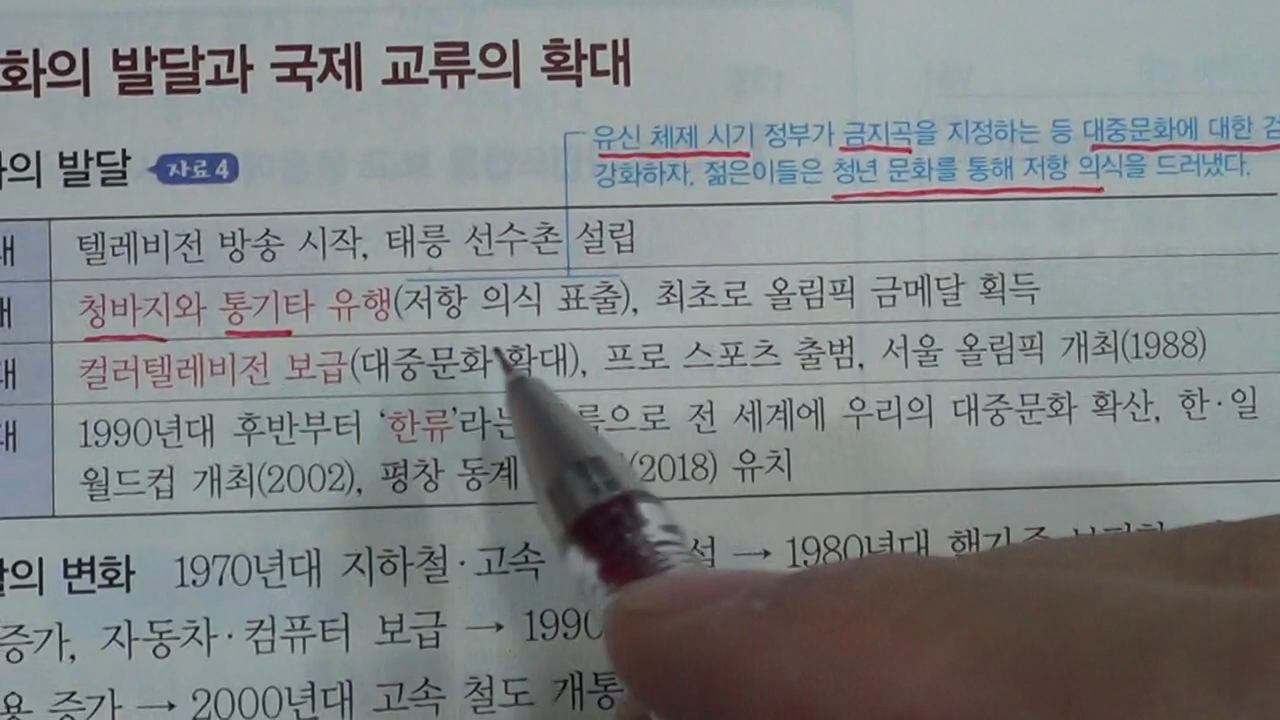 화의 발달과 국제 교류의 확대
유신 체제 시기 정부가 금지곡을 지정하는 등 대중문화에 대한 검
의 발달 자료 4
강화하자, 젊은이들은 청년 문화를 통해 저항 의식을 드러냈다.
대 텔레비전 방송 시작, 태릉 선수촌 설립
대 청바지와 통기타 유행(저항 의식 표출), 최초로 올림픽 금메달 획득
대 컬러텔레비전 보급(대중문화 확대), 프로 스포츠 출범, 서울 올림픽 개최(1988)
대 1990년대 후반부터 '한류'라는 으로 전 세계에 우리의 대중문화 확산, 한·일
월드컵 개최(2002), 평창 동계 (2018) 유치
의 변화 1970년대 지하철·고속 → 1980년대
증가, 자동차·컴퓨터 보급 → 1990
용 증가 → 2000년대 고속 철도 개통